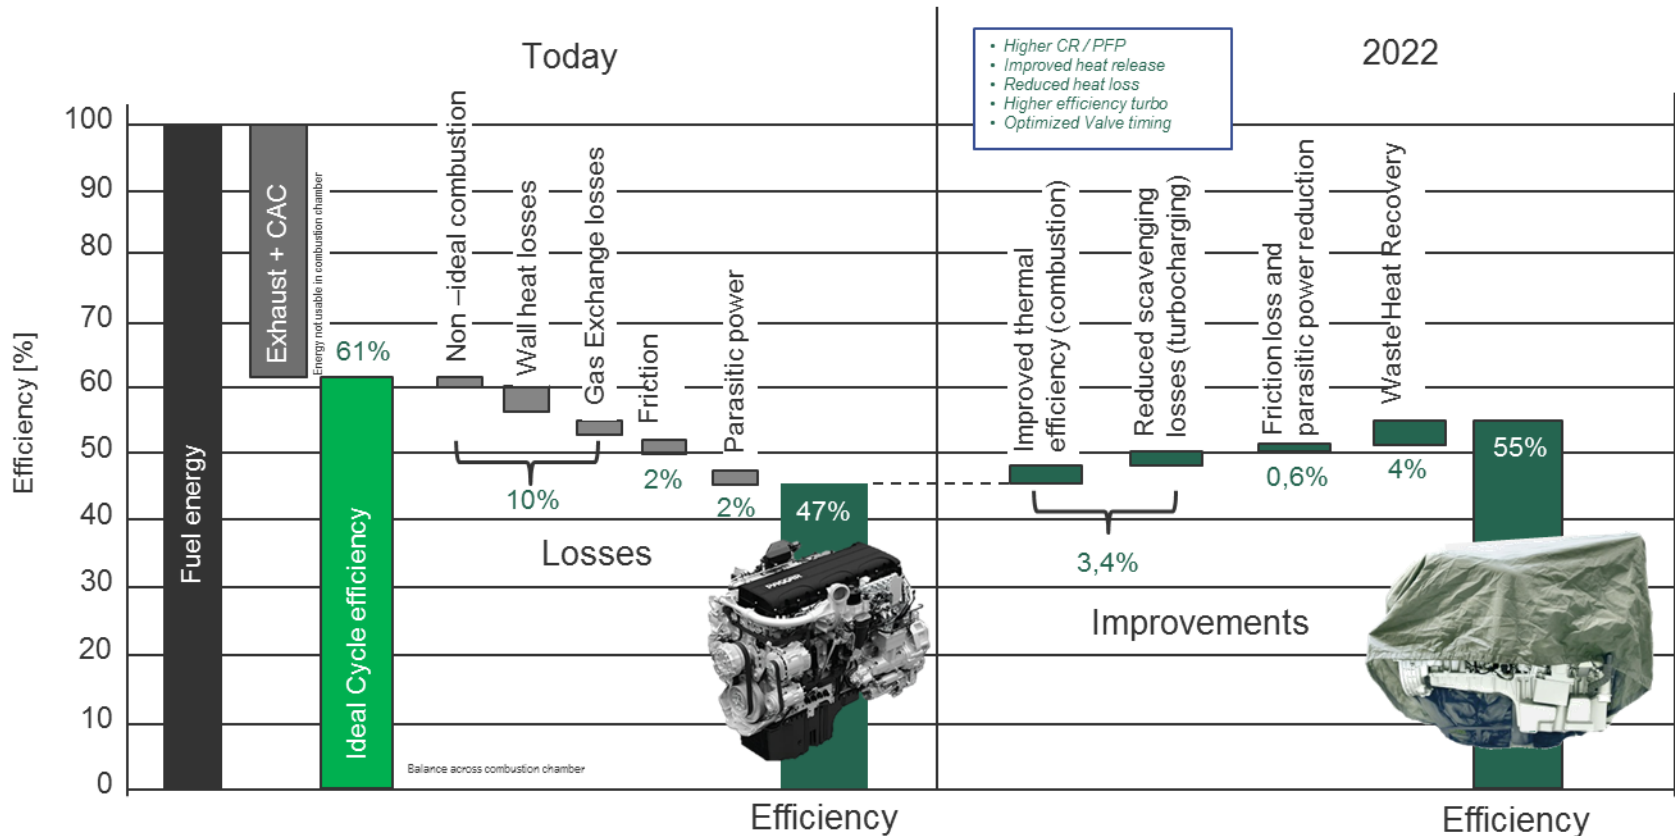 Today
2022
• Higher CR / PFP
• Improved heat release
• Reduced heat loss
• Higher efficiency turbo
• Optimized Valve timing
Efficiency [%]
100
90
80
70
60
50
40
30
20
10
0
Fuel energy
Exhaust + CAC
Energy not usable in combustion chamber
61%
Ideal Cycle efficiency
Balance across combustion chamber
Non –ideal combustion
Wall heat losses
Gas Exchange losses
10%
Friction
2%
Parasitic power
2%
Losses
47%
PACCAR
Efficiency
Improved thermal
efficiency (combustion)
Reduced scavenging
losses (turbocharging)
3,4%
Friction loss and
parasitic power reduction
0,6%
Waste Heat Recovery
4%
Improvements
55%
Efficiency